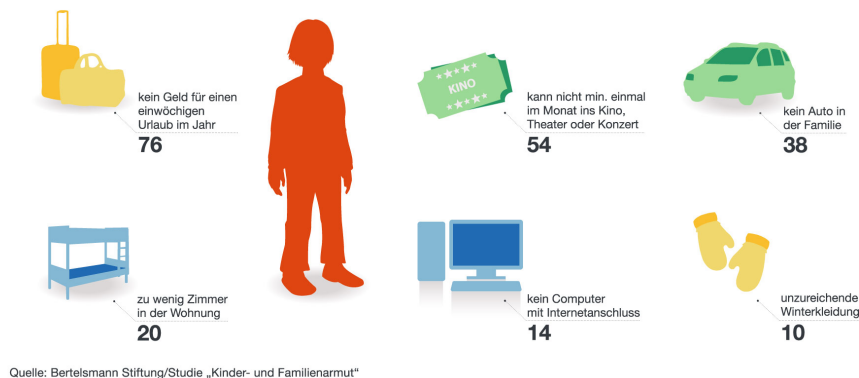 kein Geld für einen
einwöchigen
Urlaub im Jahr
76
KINO
kann nicht min. einmal
im Monat ins Kino,
Theater oder Konzert
54
kein Auto in
der Familie
38
zu wenig Zimmer
in der Wohnung
20
kein Computer
mit Internetanschluss
14
unzureichende
Winterkleidung
10
Quelle: Bertelsmann Stiftung/Studie „Kinder- und Familienarmut“